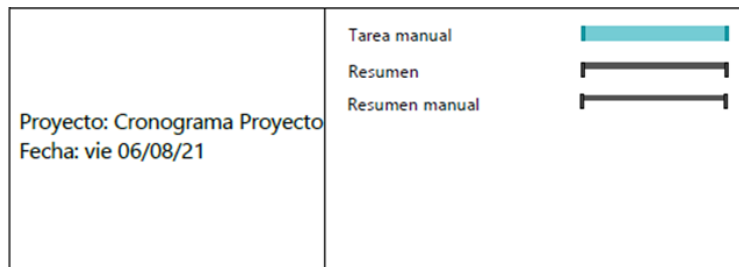 Proyecto: Cronograma Proyecto
Fecha: vie 06/08/21
Tarea manual
Resumen
Resumen manual